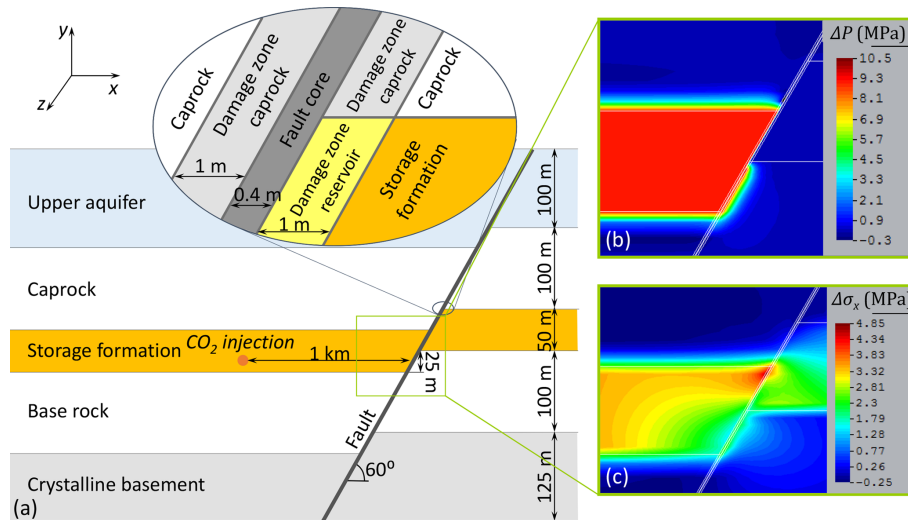 y
x
z
Caprock
Damage zone
caprock
Fault core
Damage zone
caprock
Caprock
Damage zone
reservoir
Storage
formation
1 m
0.4 m
1 m
Upper aquifer
100 m
Caprock
100 m
Storage formation
CO2 injection
1 km
50 m
25 m
Base rock
100 m
Fault
60º
Crystalline basement
125 m
(a)
ΔP (MPa)
10.5
9.3
8.1
6.9
5.7
4.5
3.3
2.1
0.9
-0.3
(b)
Δσx (MPa)
4.85
4.34
3.83
3.32
2.81
2.30
1.79
1.28
0.77
0.26
-0.25
(c)